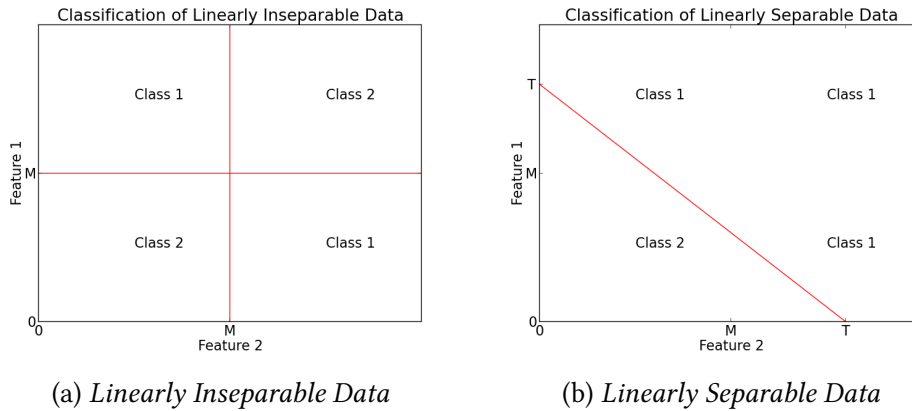 Classification of Linearly Inseparable Data
Class 1
Class 2
Feature 1
M
Class 2
Class 1
0
0
M
Feature 2
(a) Linearly Inseparable Data
Classification of Linearly Separable Data
T
Class 1
Class 1
Feature 1
M
Class 2
Class 1
0
0
M
T
Feature 2
(b) Linearly Separable Data